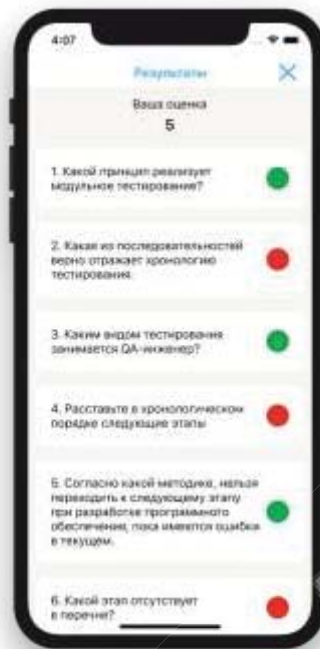 4:07
Результаты
Ваша оценка
5
1. Какой принцип реализует
модульное тестирование?
2. Какая из последовательностей
верно отражает хронологию
тестирования
3. Каким видом тестирования
занимается QA-инженер?
4. Расставьте в хронологическом
порядке следующие этапы
5. Согласно какой методике, нельзя
переходить к следующему этапу
при разработке программного
обеспечения, пока имеются ошибки
в текущем.
6. Какой этап отсутствует
в перечне?